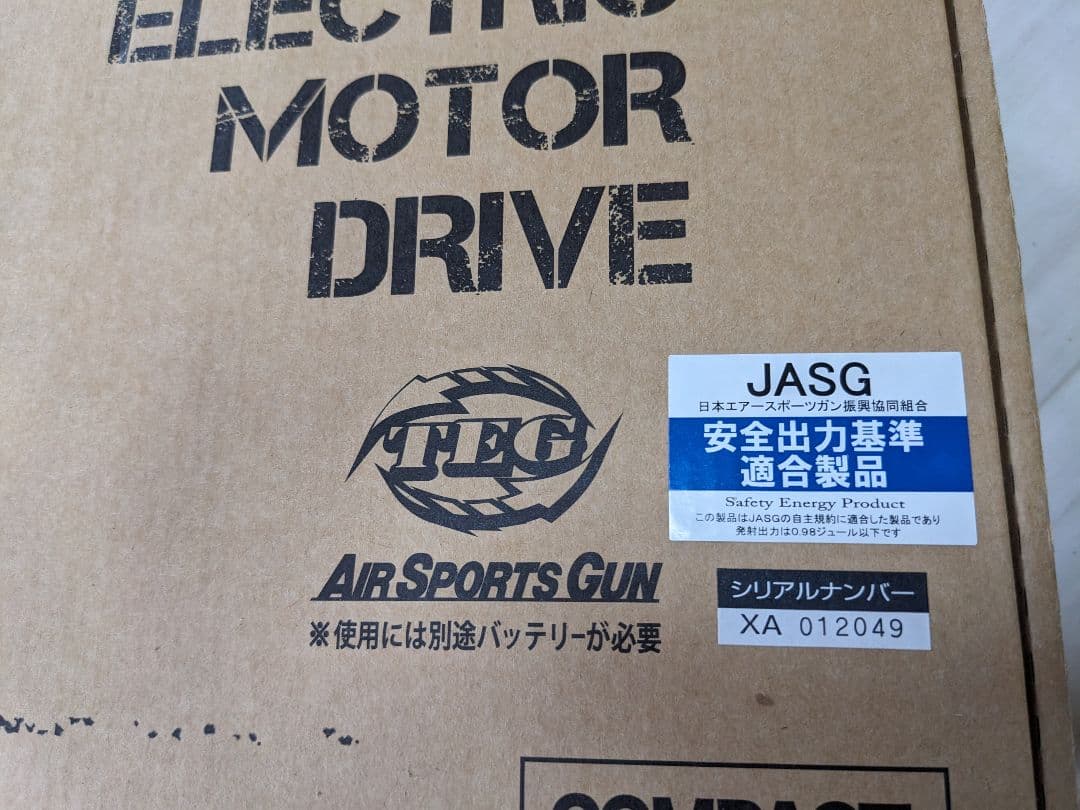 ELECTRIC
MOTOR
DRIVE
TEG
AIR SPORTS GUN
※使用には別途バッテリーが必要
JASG
日本エアースポーツガン振興協同組合
安全出力基準
適合製品
Safety Energy Product
この製品はJASGの自主規約に適合した製品であり
発射出力は0.98ジュール以下です
シリアルナンバー
XA 012049
COMPACT